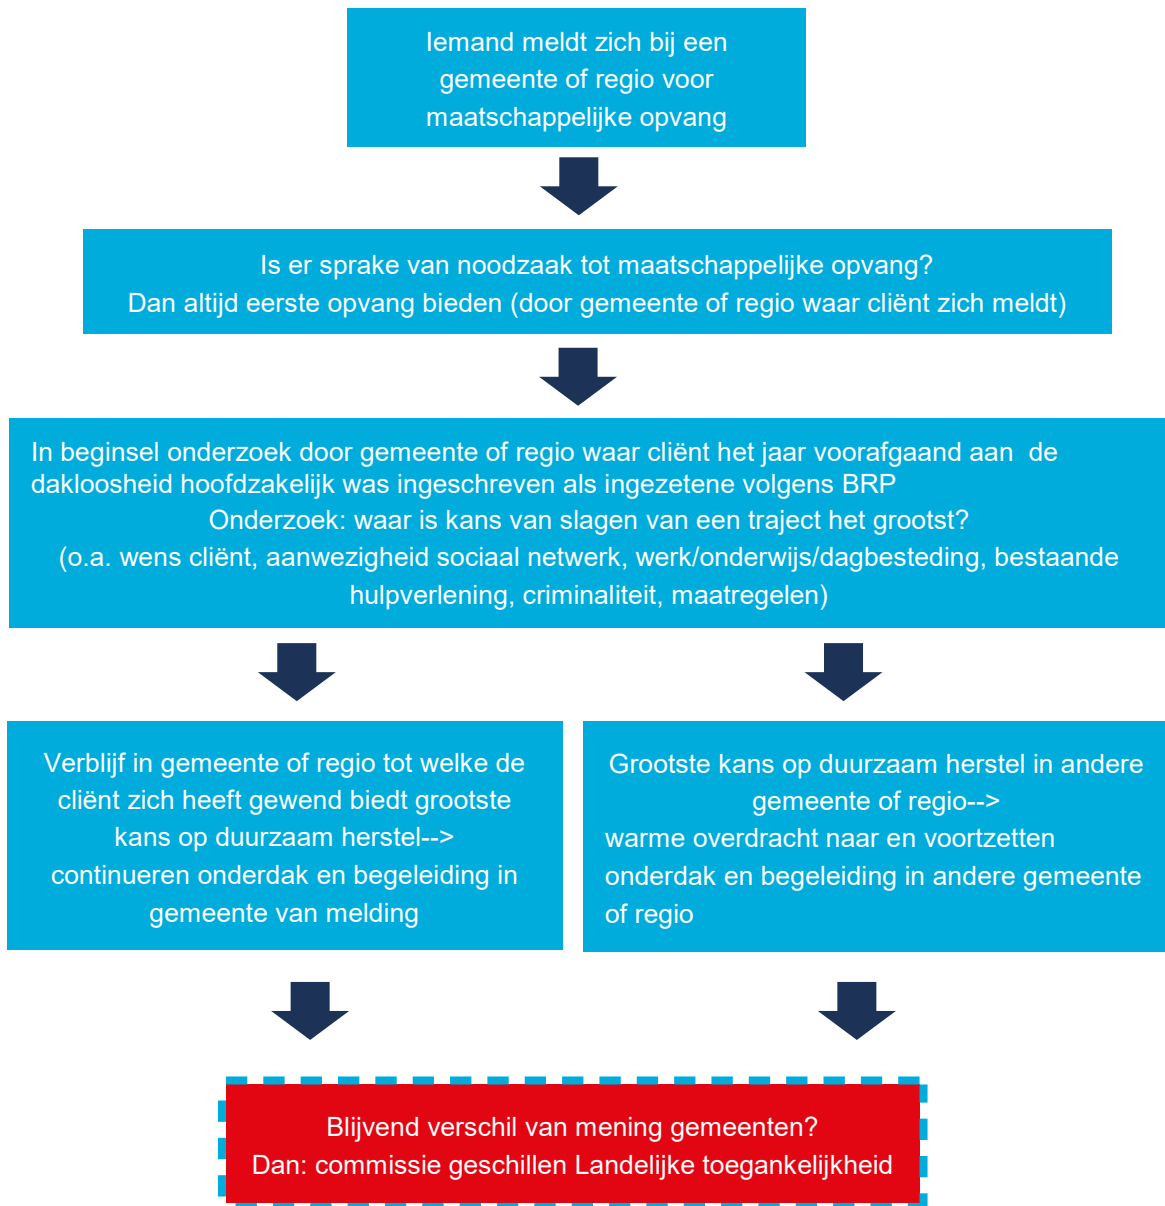 Iemand meldt zich bij een
gemeente of regio voor
maatschappelijke opvang
Is er sprake van noodzaak tot maatschappelijke opvang?
Dan altijd eerste opvang bieden (door gemeente of regio waar cliënt zich meldt)
In beginsel onderzoek door gemeente of regio waar cliënt het jaar voorafgaand aan de
dakloosheid hoofdzakelijk was ingeschreven als ingezetene volgens BRP
Onderzoek: waar is kans van slagen van een traject het grootst?
(o.a. wens cliënt, aanwezigheid sociaal netwerk, werk/onderwijs/dagbesteding, bestaande
hulpverlening, criminaliteit, maatregelen)
Verblijf in gemeente of regio tot welke de
cliënt zich heeft gewend biedt grootste
kans op duurzaam herstel-->
continueren onderdak en begeleiding in
gemeente van melding
Grootste kans op duurzaam herstel in andere
gemeente of regio-->
warme overdracht naar en voortzetten
onderdak en begeleiding in andere gemeente
of regio
Blijvend verschil van mening gemeenten?
Dan: commissie geschillen Landelijke toegankelijkheid